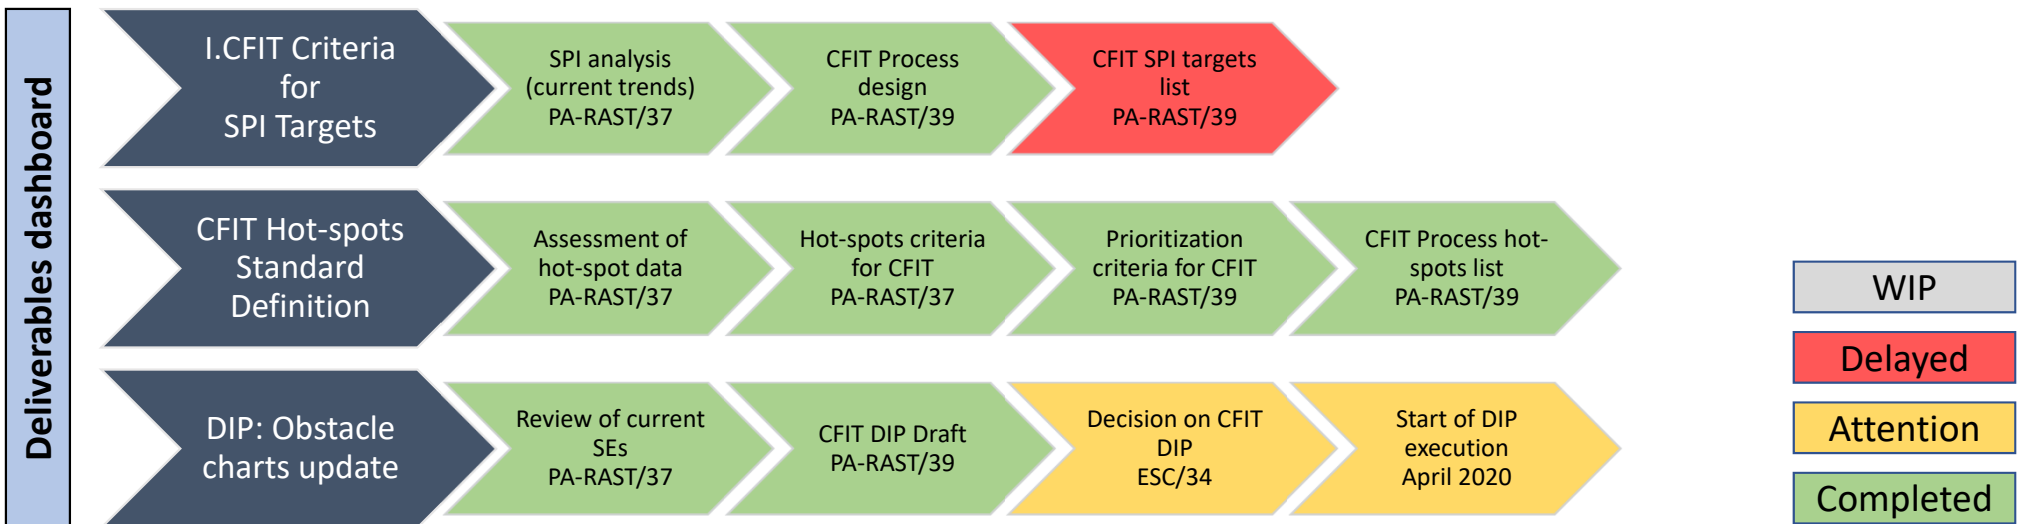 Deliverables dashboard
I.CFIT Criteria
for
SPI Targets
SPI analysis
(current trends)
PA-RAST/37
CFIT Process
design
PA-RAST/39
CFIT SPI targets
list
PA-RAST/39
CFIT Hot-spots
Standard
Definition
Assessment of
hot-spot data
PA-RAST/37
Hot-spots criteria
for CFIT
PA-RAST/37
Prioritization
criteria for CFIT
PA-RAST/39
CFIT Process hot-
spots list
PA-RAST/39
DIP: Obstacle
charts update
Review of current
SEs
PA-RAST/37
CFIT DIP Draft
PA-RAST/39
Decision on CFIT
DIP
ESC/34
Start of DIP
execution
April 2020
WIP
Delayed
Attention
Completed